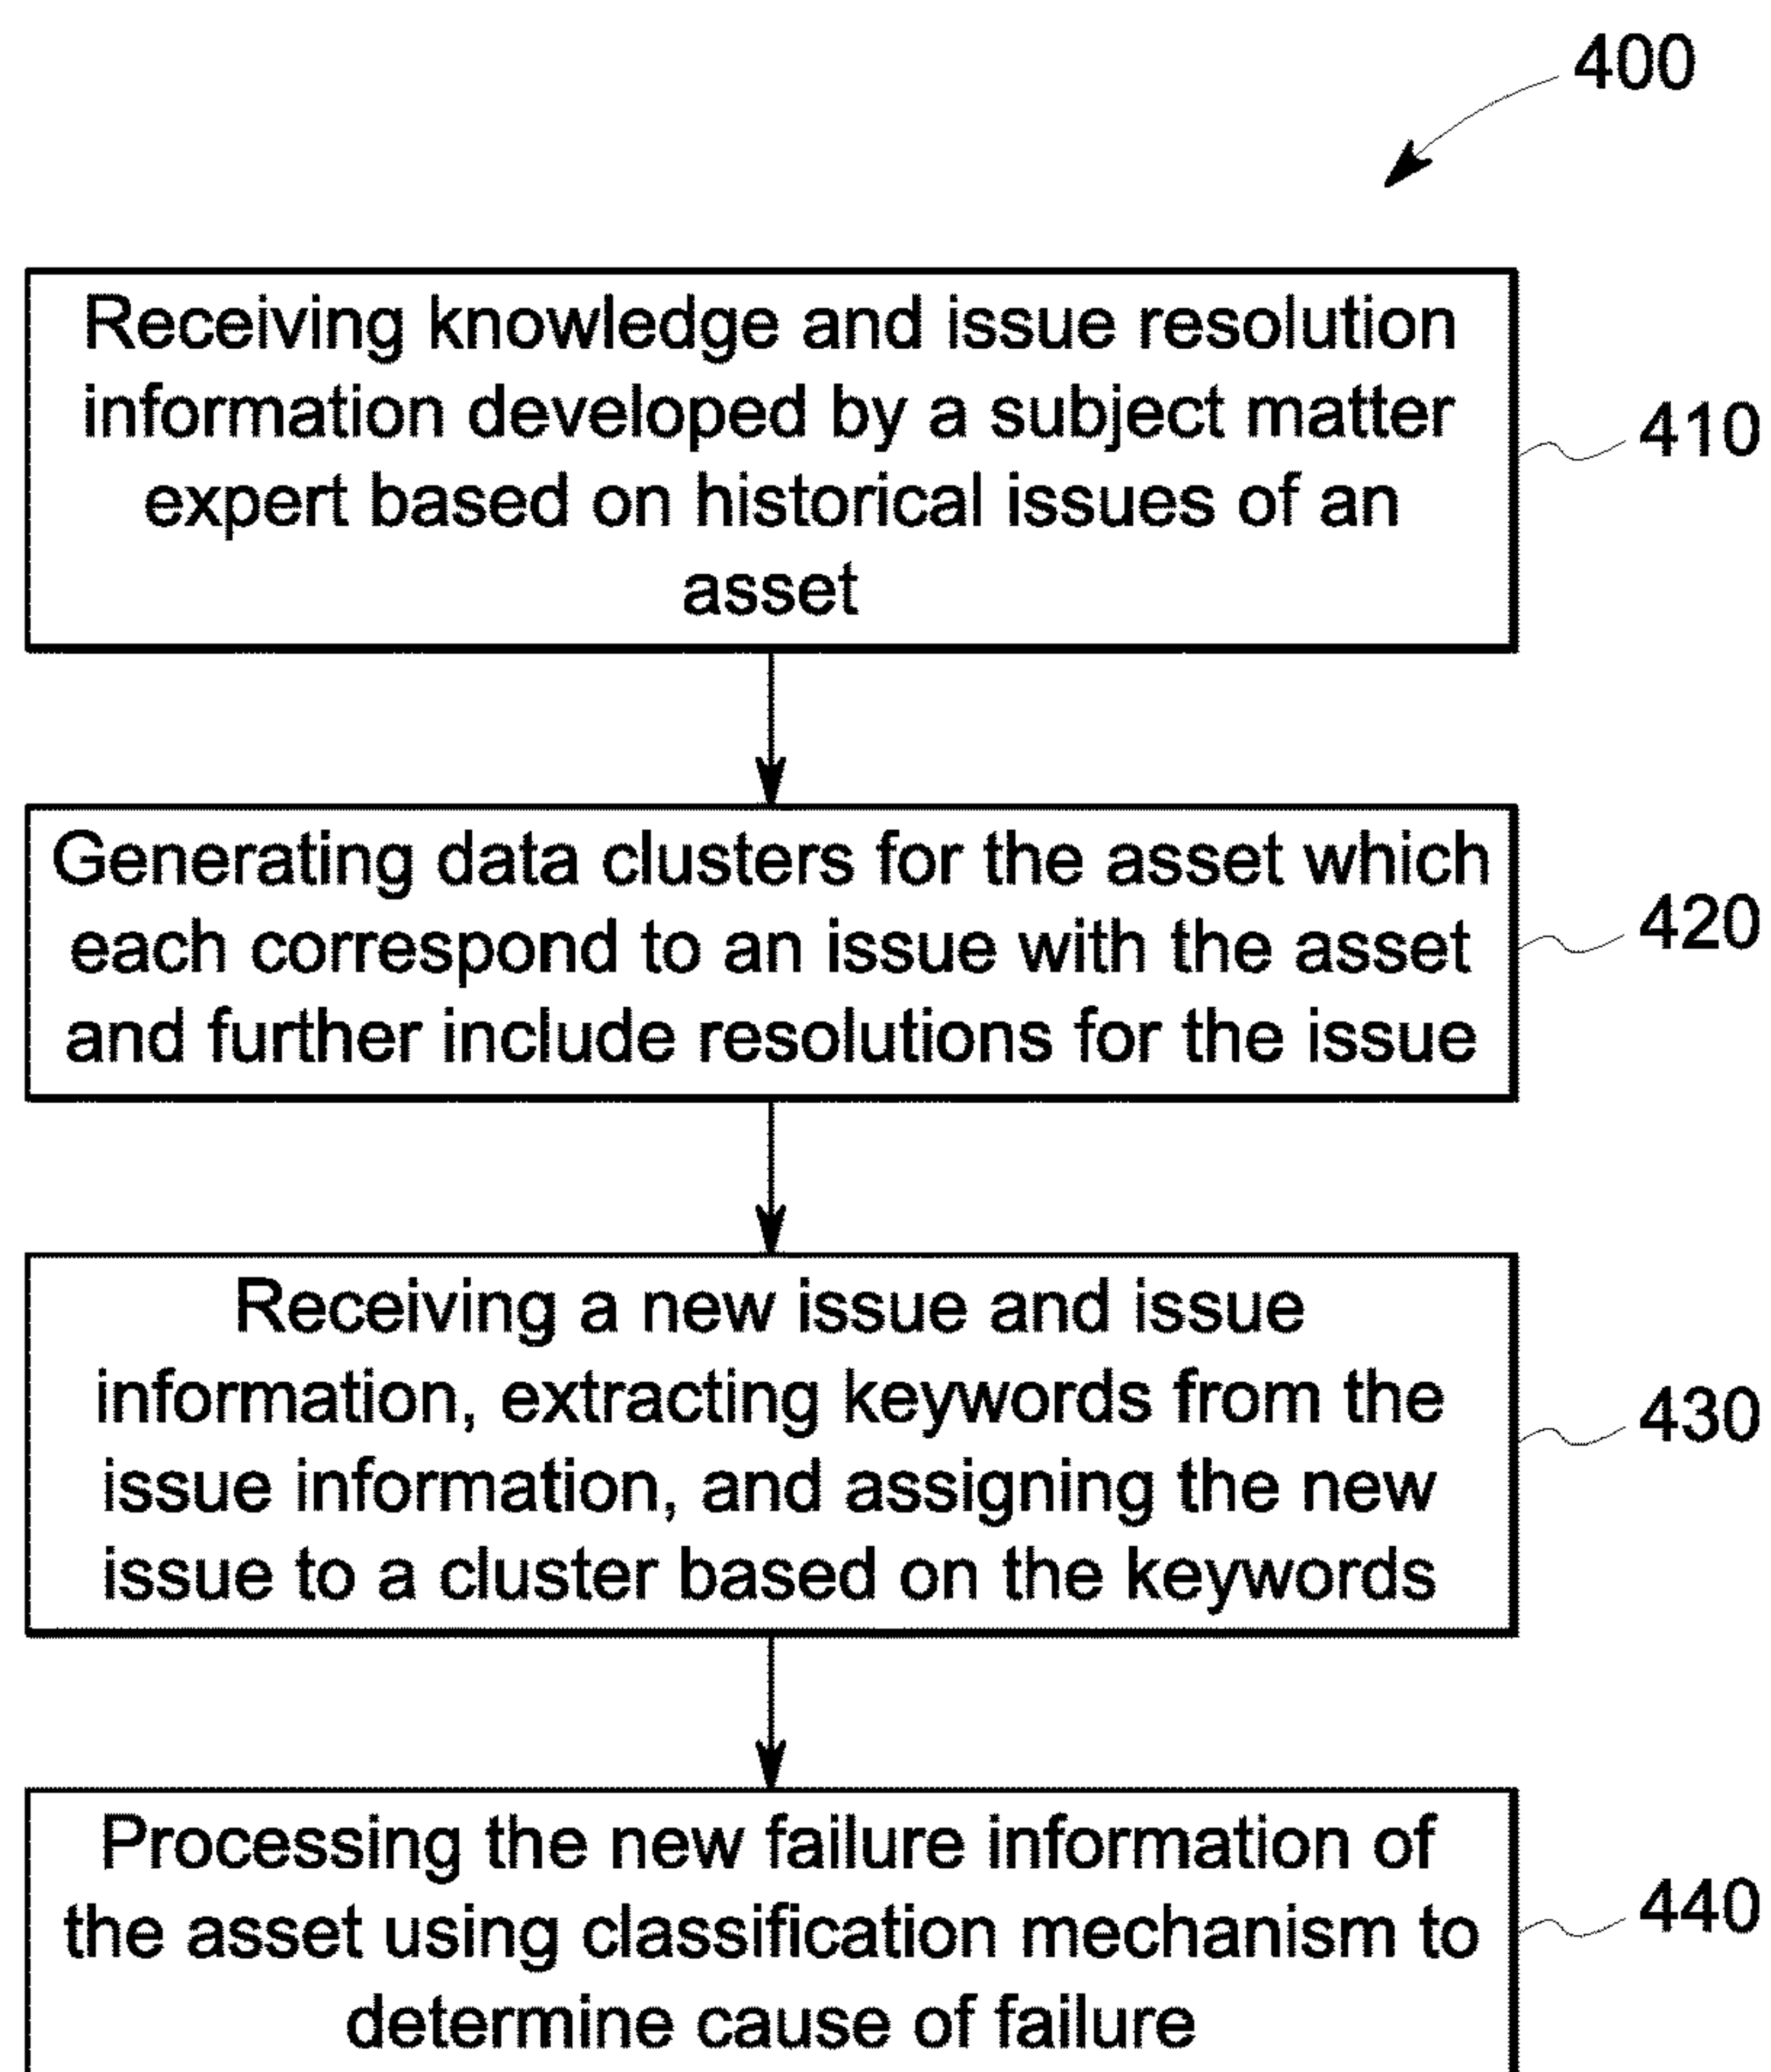 400
Receiving knowledge and issue resolution
information developed by a subject matter
expert based on historical issues of an
asset
410
Generating data clusters for the asset which
each correspond to an issue with the asset
and further include resolutions for the issue
420
Receiving a new issue and issue
information, extracting keywords from the
issue information, and assigning the new
issue to a cluster based on the keywords
430
Processing the new failure information of
the asset using classification mechanism to
determine cause of failure
440